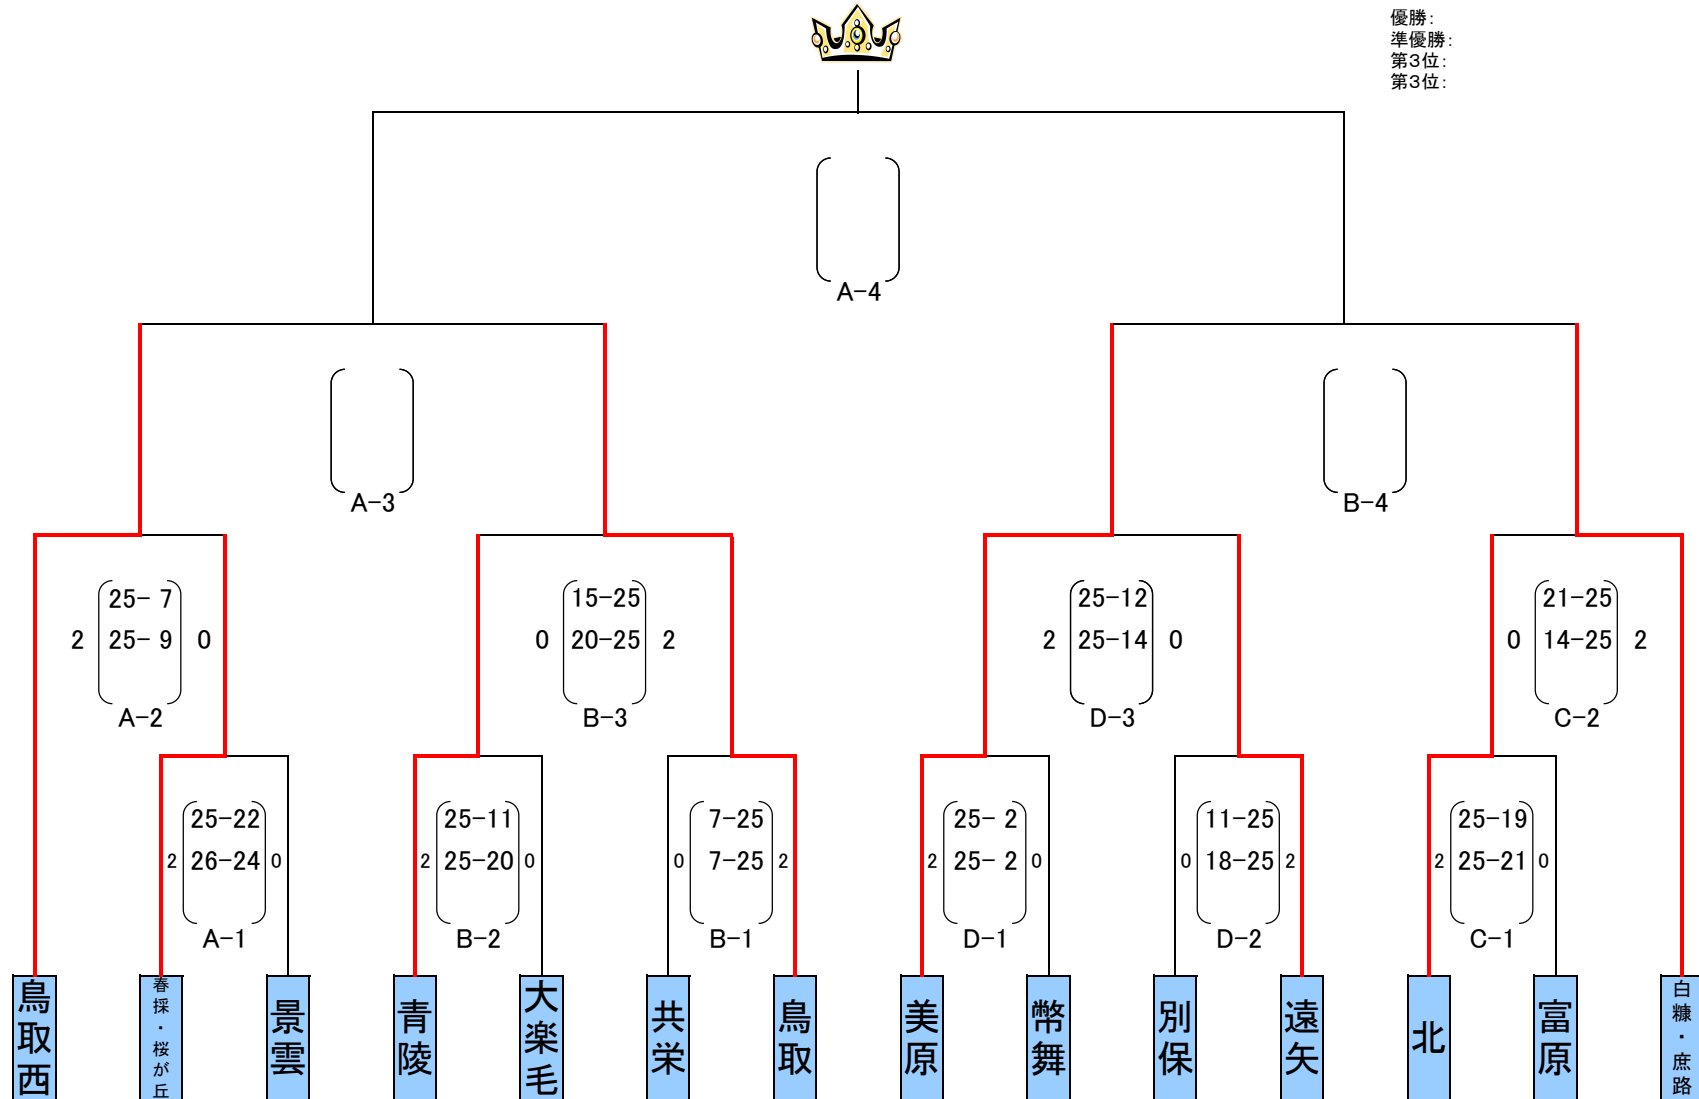 優勝：
準優勝：
第3位：
第3位：
A-4
A-3
B-4
25- 7
2 25- 9 0
A-2
15-25
0 20-25 2
B-3
25-12
2 25-14 0
D-3
21-25
0 14-25 2
C-2
25-22
2 26-24 0
A-1
25-11
2 25-20 0
B-2
7-25
0 7-25 2
B-1
25- 2
2 25- 2 0
D-1
11-25
0 18-25 2
D-2
25-19
2 25-21 0
C-1
鳥取西
春採・桜が丘
景雲
青陵
大楽毛
共栄
鳥取
美原
幣舞
別保
遠矢
北
富原
白糠・庶路